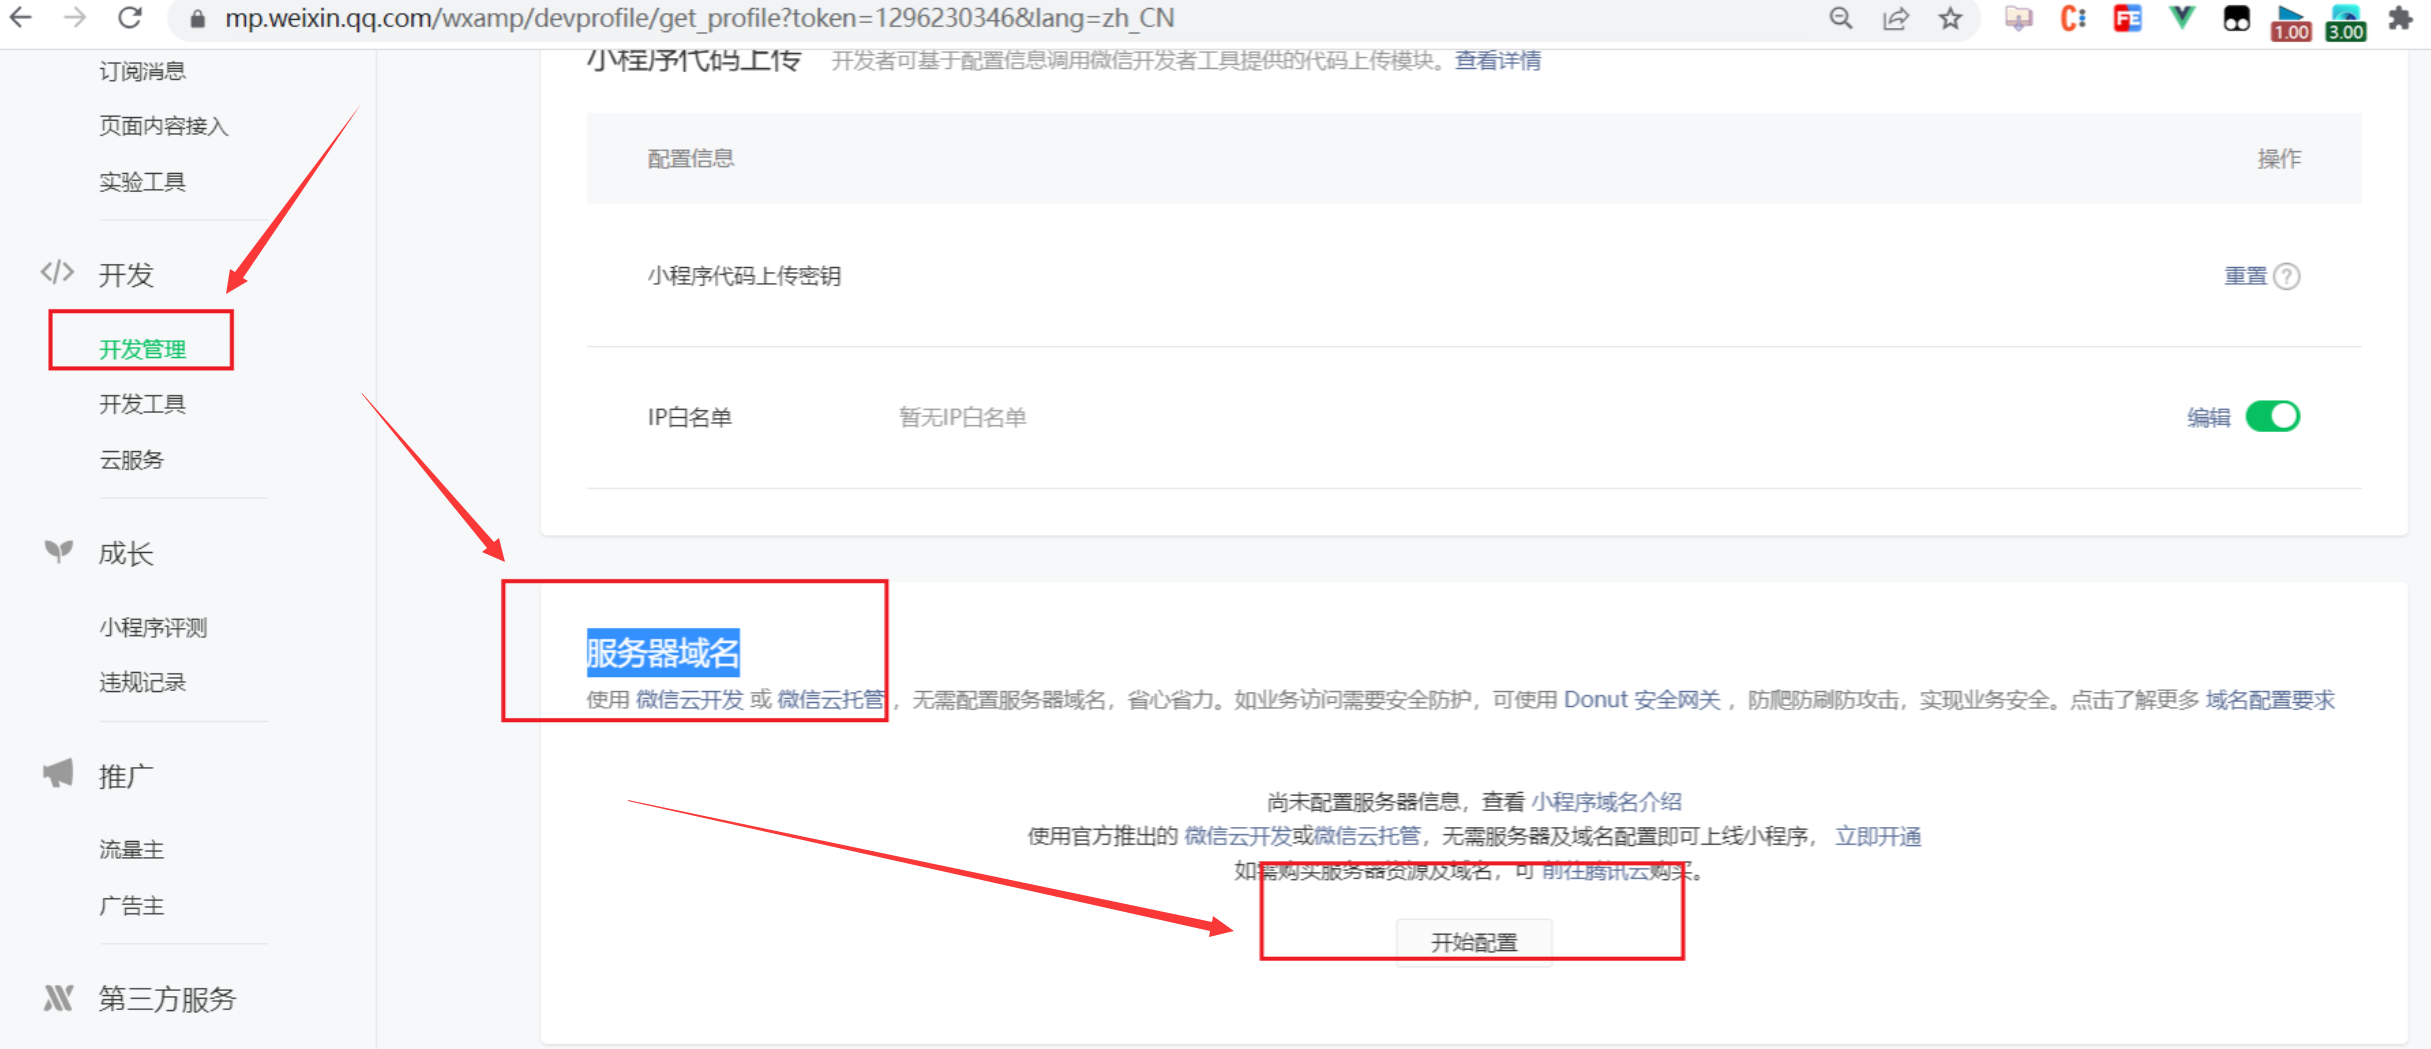 mp.weixin.qq.com/wxamp/devprofile/get_profile?token=1296230346&lang=zh_CN
1.00
3.00
订阅消息
页面内容接入
实验工具
开发
开发管理
开发工具
云服务
成长
小程序评测
违规记录
推广
流量主
广告主
第三方服务
小程序代码上传 开发者可基于配置信息调用微信开发者工具提供的代码上传模块。查看详情
配置信息 操作
小程序代码上传密钥 重置
IP白名单 暂无IP白名单 编辑
服务器域名
使用 微信云开发 或 微信云托管 ，无需配置服务器域名，省心省力。如业务访问需要安全防护，可使用 Donut 安全网关 ，防爬防刷防攻击，实现业务安全。点击了解更多 域名配置要求
尚未配置服务器信息，查看 小程序域名介绍
使用官方推出的 微信云开发或微信云托管，无需服务器及域名配置即可上线小程序， 立即开通
如需购买服务器资源及域名，可 前往腾讯云购买。
开始配置